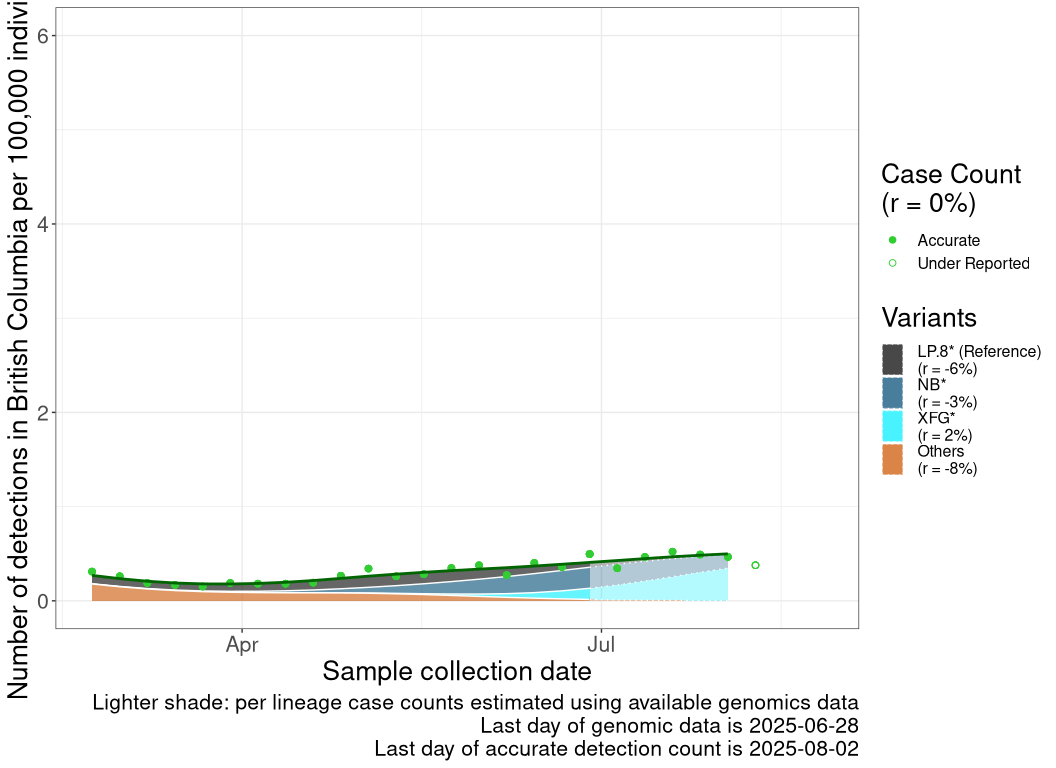 Number of detections in British Columbia per 100,000
6
4
2
0
Apr
Jul
Sample collection date
Lighter shade: per lineage case counts estimated using available genomics data
Last day of genomic data is 2025-06-28
Last day of accurate detection count is 2025-08-02
Case Count
(r = 0%)
Accurate
Under Reported
Variants
LP.8* (Reference)
(r = -6%)
NB*
(r = -3%)
XFG*
(r = 2%)
Others
(r = -8%)